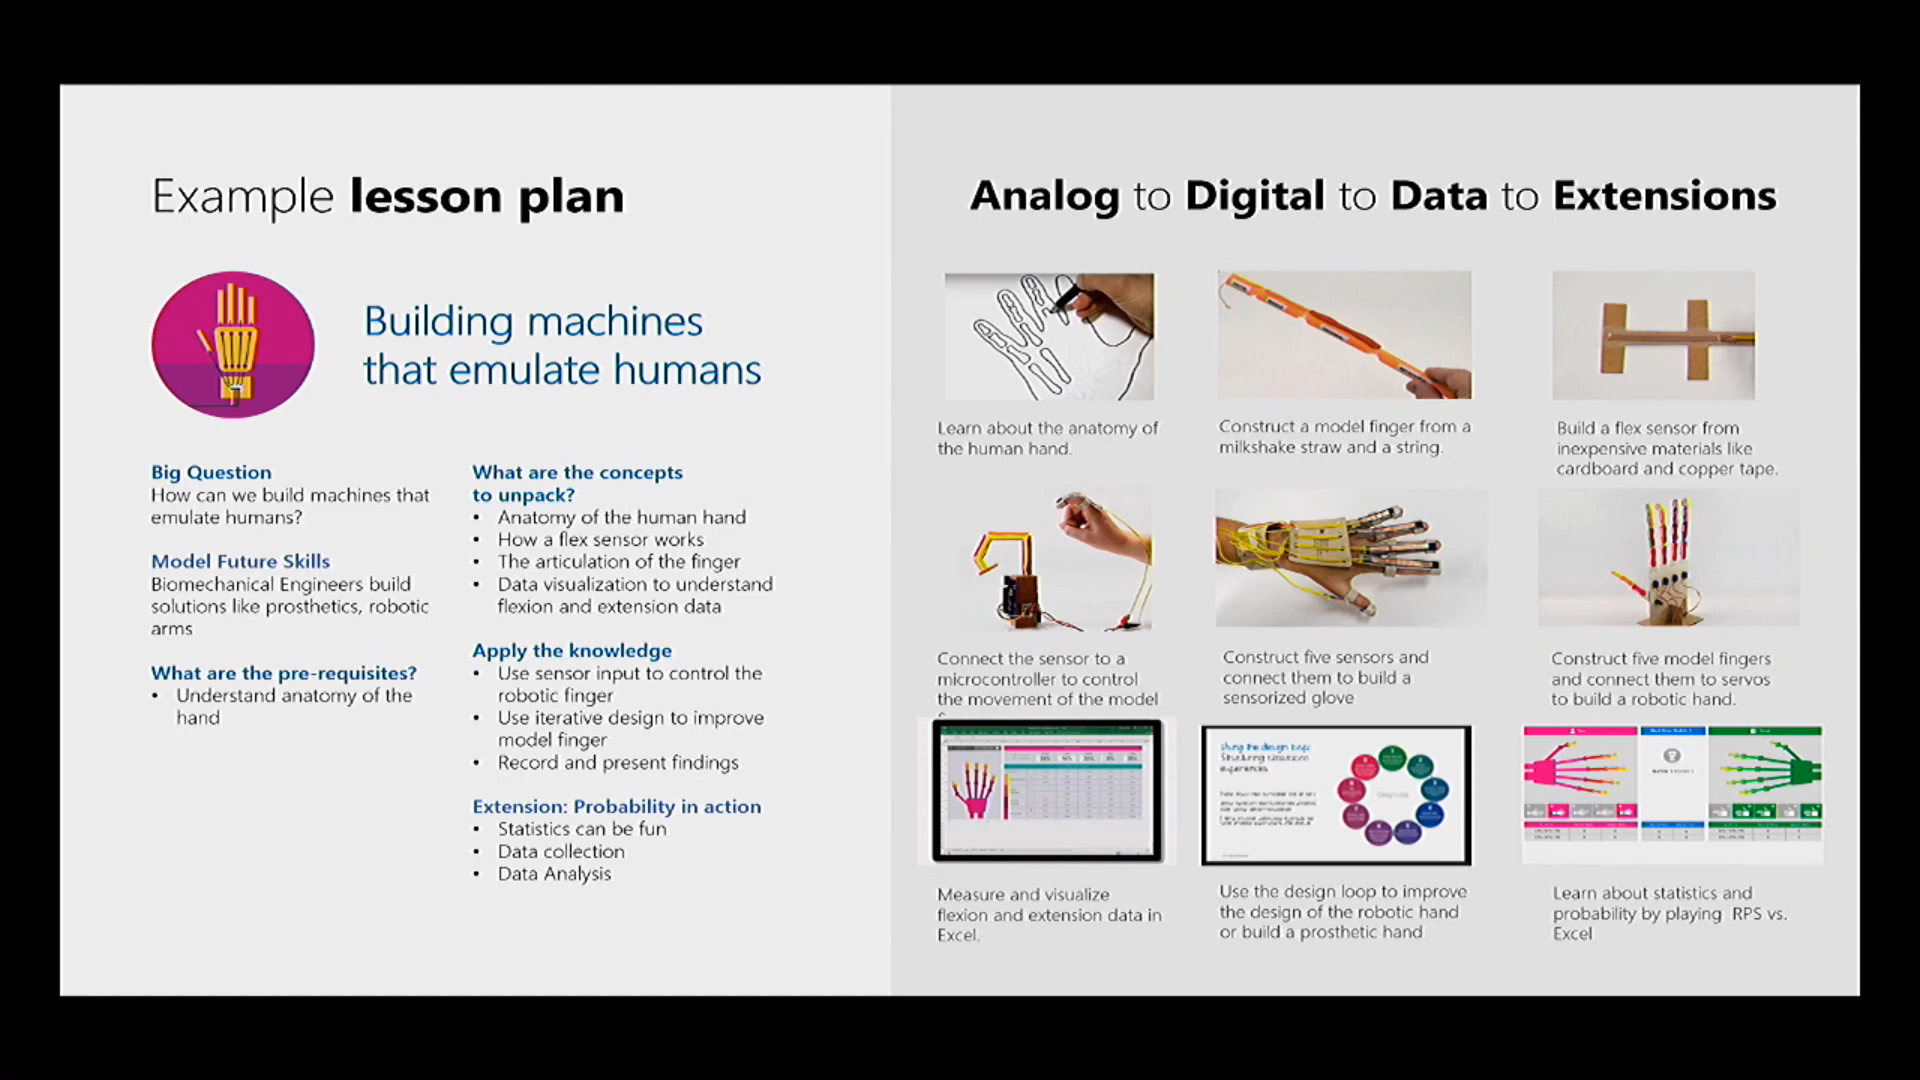 Example lesson plan
Building machines
that emulate humans
Big Question
How can we build machines that
emulate humans?
Model Future Skills
Biomechanical Engineers build
solutions like prosthetics, robotic
arms
What are the pre-requisites?
• Understand anatomy of the
hand
What are the concepts
to unpack?
• Anatomy of the human hand
• How a flex sensor works
• The articulation of the finger
• Data visualization to understand
flexion and extension data
Apply the knowledge
• Use sensor input to control the
robotic finger
• Use iterative design to improve
model finger
• Record and present findings
Extension: Probability in action
• Statistics can be fun
• Data collection
• Data Analysis
Analog to Digital to Data to Extensions
Learn about the anatomy of
the human hand.
Construct a model finger from a
milkshake straw and a string.
Build a flex sensor from
inexpensive materials like
cardboard and copper tape.
Connect the sensor to a
microcontroller to control
the movement of the model
Construct five sensors and
connect them to build a
sensorized glove
Construct five model fingers
and connect them to servos
to build a robotic hand.
Using the design loop:
Structuring classroom
experiences
Measure and visualize
flexion and extension data in
Excel.
Use the design loop to improve
the design of the robotic hand
or build a prosthetic hand
Learn about statistics and
probability by playing RPS vs.
Excel